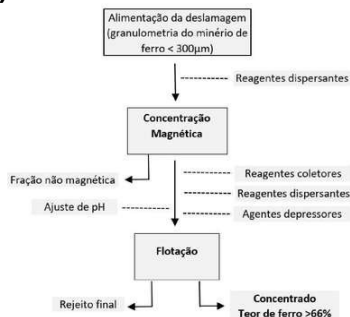 Alimentação da deslamagem
(granulometria do minério de
ferro < 300µm)
Reagentes dispersantes
Concentração
Magnética
Fração não magnética
Reagentes coletores
Ajuste de pH
Reagentes dispersantes
Agentes depressores
Flotação
Rejeito final
Concentrado
Teor de ferro >66%